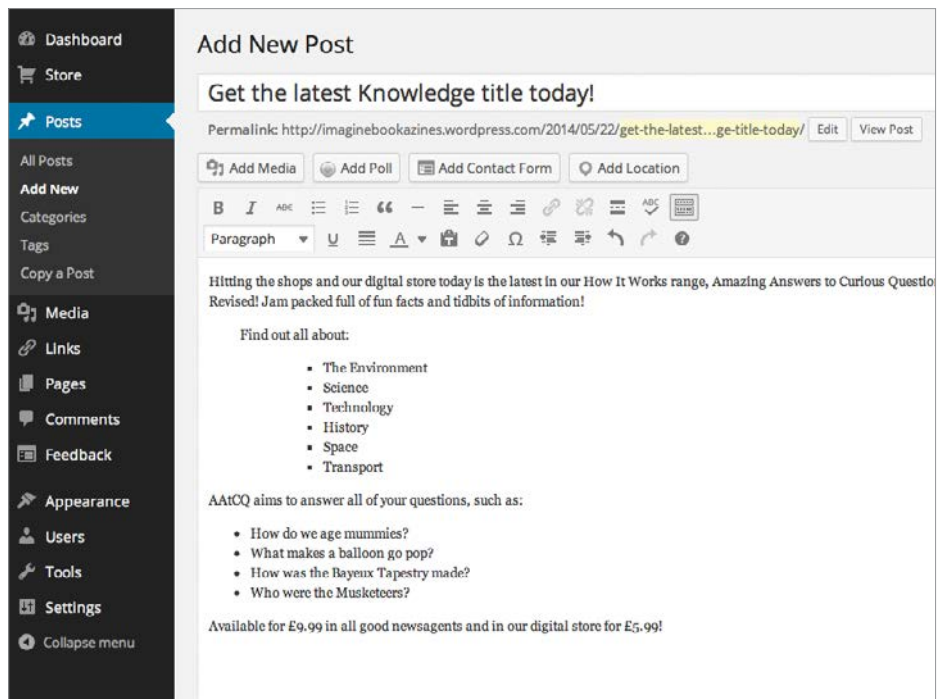 Dashboard
Store
Posts
All Posts
Add New
Categories
Tags
Copy a Post
Media
Links
Pages
Comments
Feedback
Appearance
Users
Tools
Settings
Collapse menu
Add New Post
Get the latest Knowledge title today!
Permalink: http://imaginebookazines.wordpress.com/2014/05/22/get-the-latest...ge-title-today/ Edit View Post
Add Media Add Poll Add Contact Form Add Location
B I ABC ABC
Paragraph U A Ω
Hitting the shops and our digital store today is the latest in our How It Works range, Amazing Answers to Curious Questio
Revised! Jam packed full of fun facts and tidbits of information!
Find out all about:
The Environment
Science
Technology
History
Space
Transport
AAtCQ aims to answer all of your questions, such as:
How do we age mummies?
What makes a balloon go pop?
How was the Bayeux Tapestry made?
Who were the Musketeers?
Available for £9.99 in all good newsagents and in our digital store for £5.99!